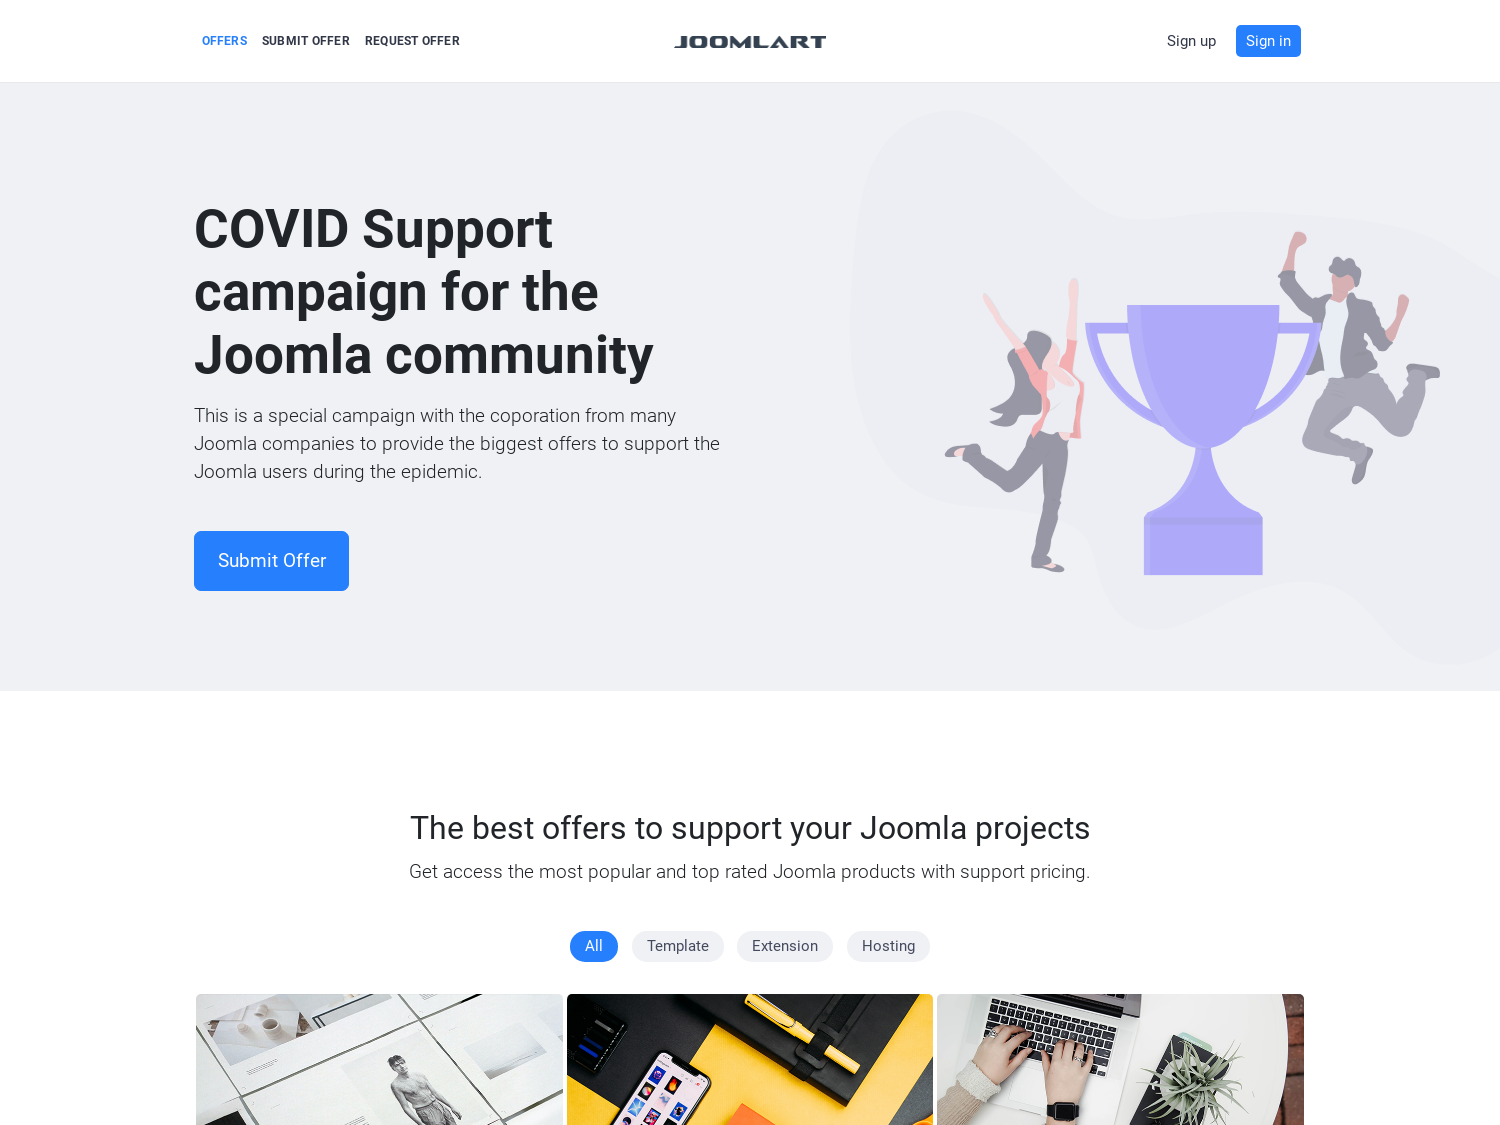 OFFERS SUBMIT OFFER REQUEST OFFER JOOMLART Sign up Sign in
COVID Support
campaign for the
Joomla community
This is a special campaign with the coporation from many
Joomla companies to provide the biggest offers to support the
Joomla users during the epidemic.
Submit Offer
The best offers to support your Joomla projects
Get access the most popular and top rated Joomla products with support pricing.
All Template Extension Hosting